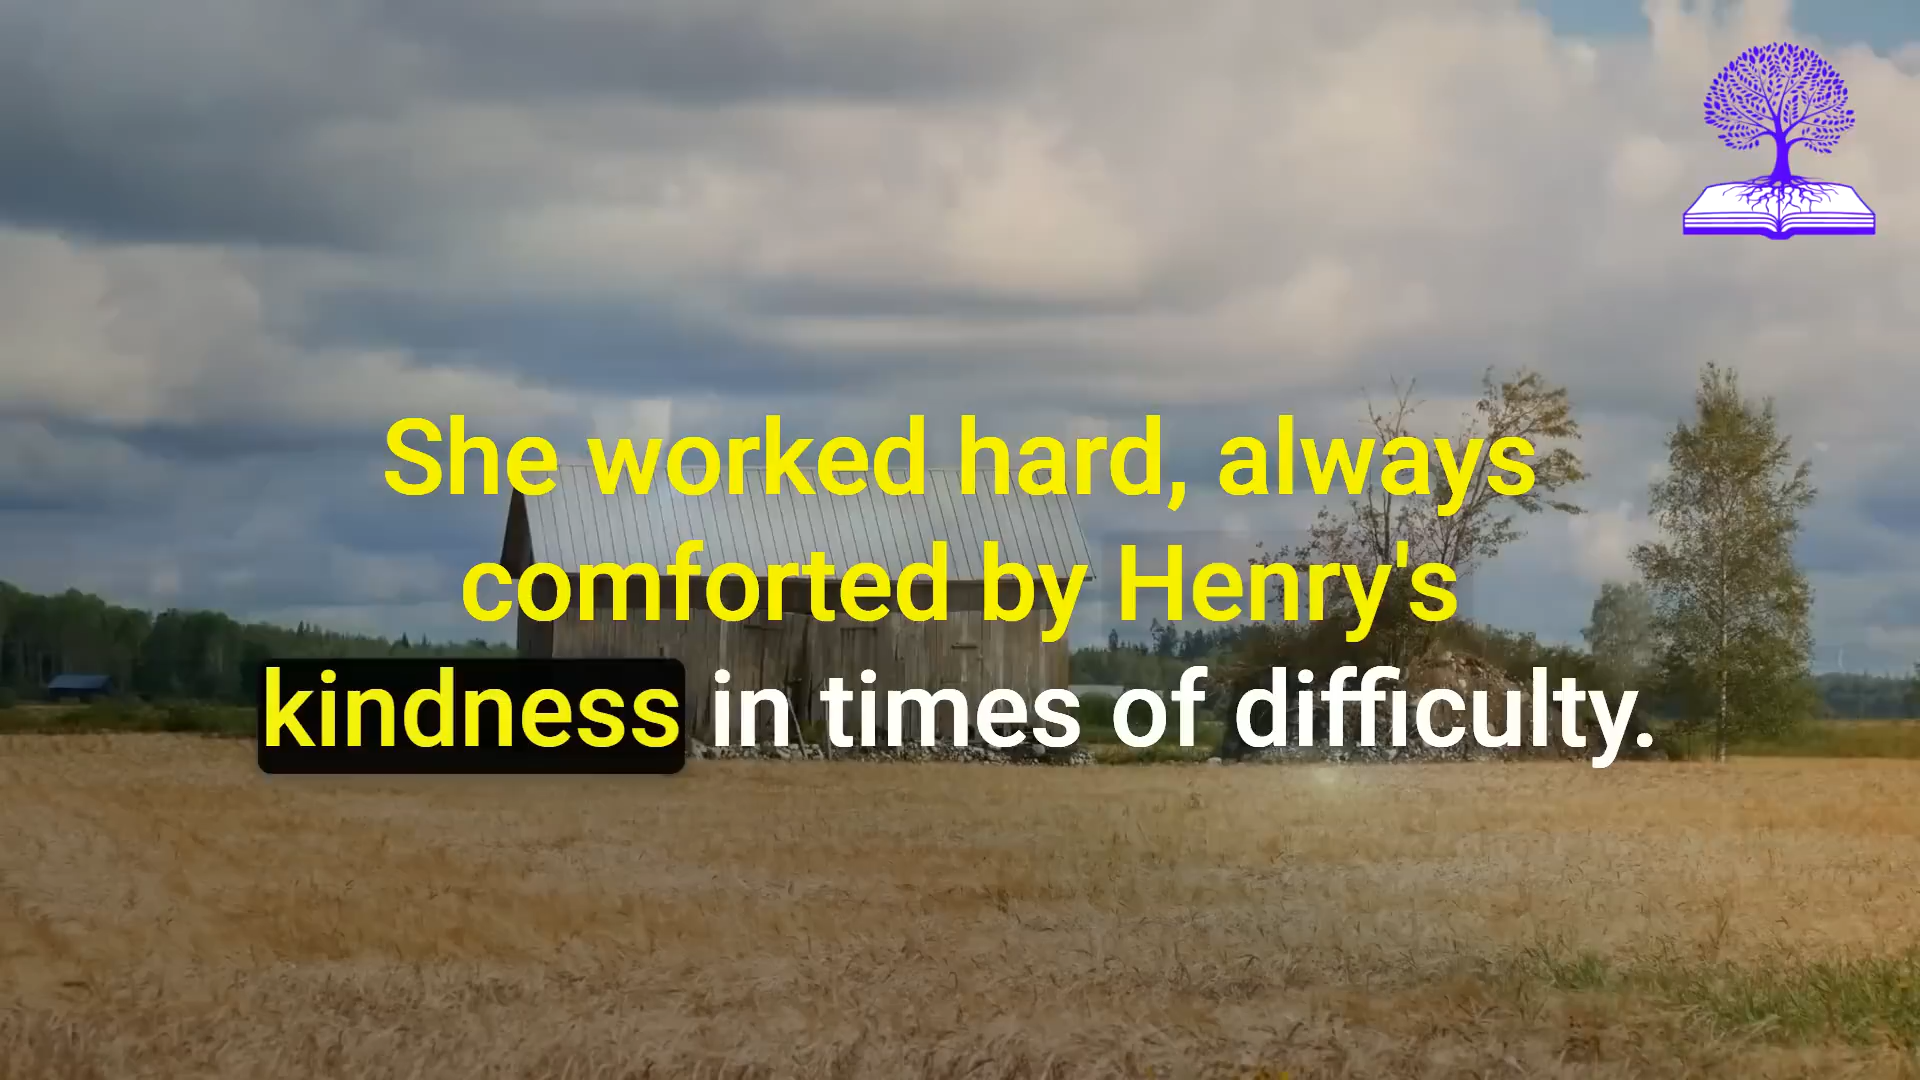 She worked hard, always
comforted by Henry's
kindness in times of difficulty.